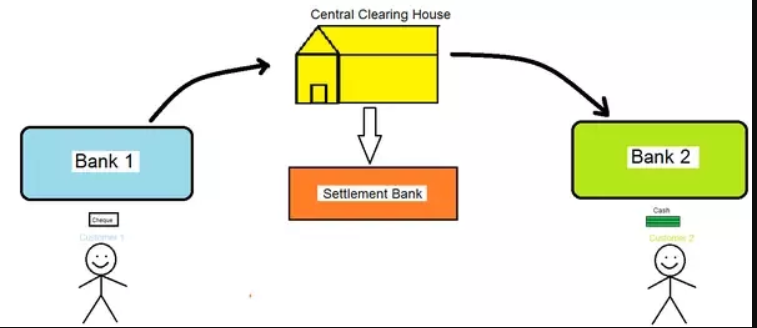 Central Clearing House
Bank 1
Bank 2
Settlement Bank
Cheque
Cash
Customer 1
Customer 2